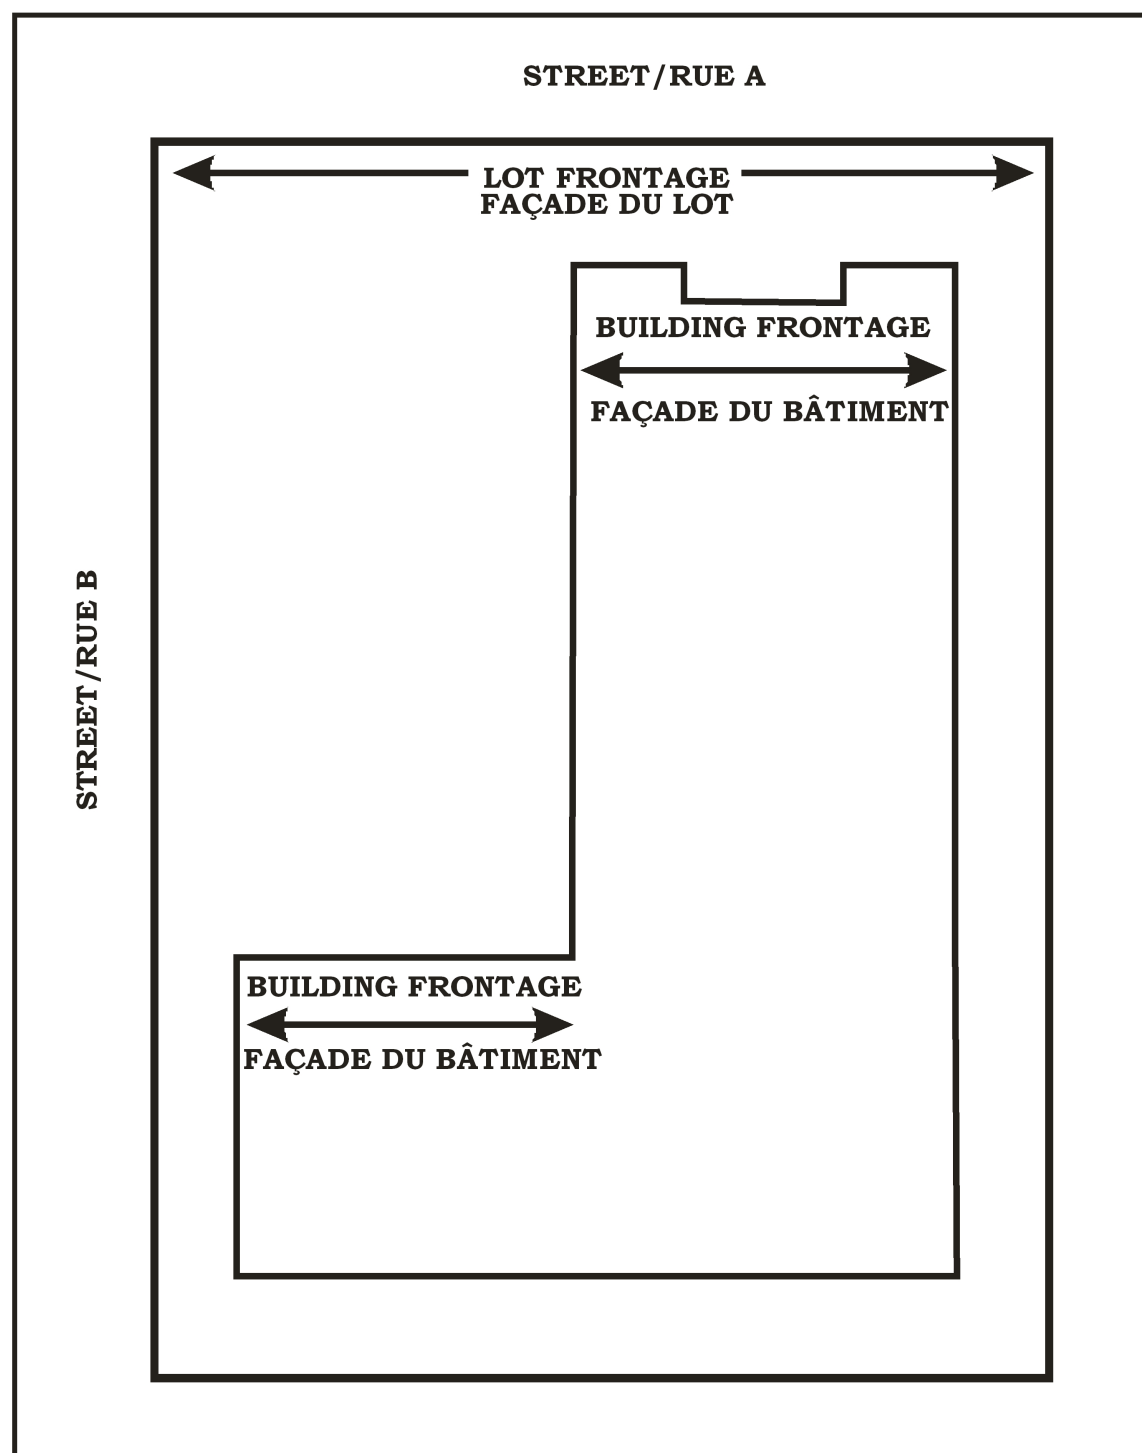 STREET/RUE A
LOT FRONTAGE
FAÇADE DU LOT
BUILDING FRONTAGE
FAÇADE DU BÂTIMENT
STREET/RUE B
BUILDING FRONTAGE
FAÇADE DU BÂTIMENT